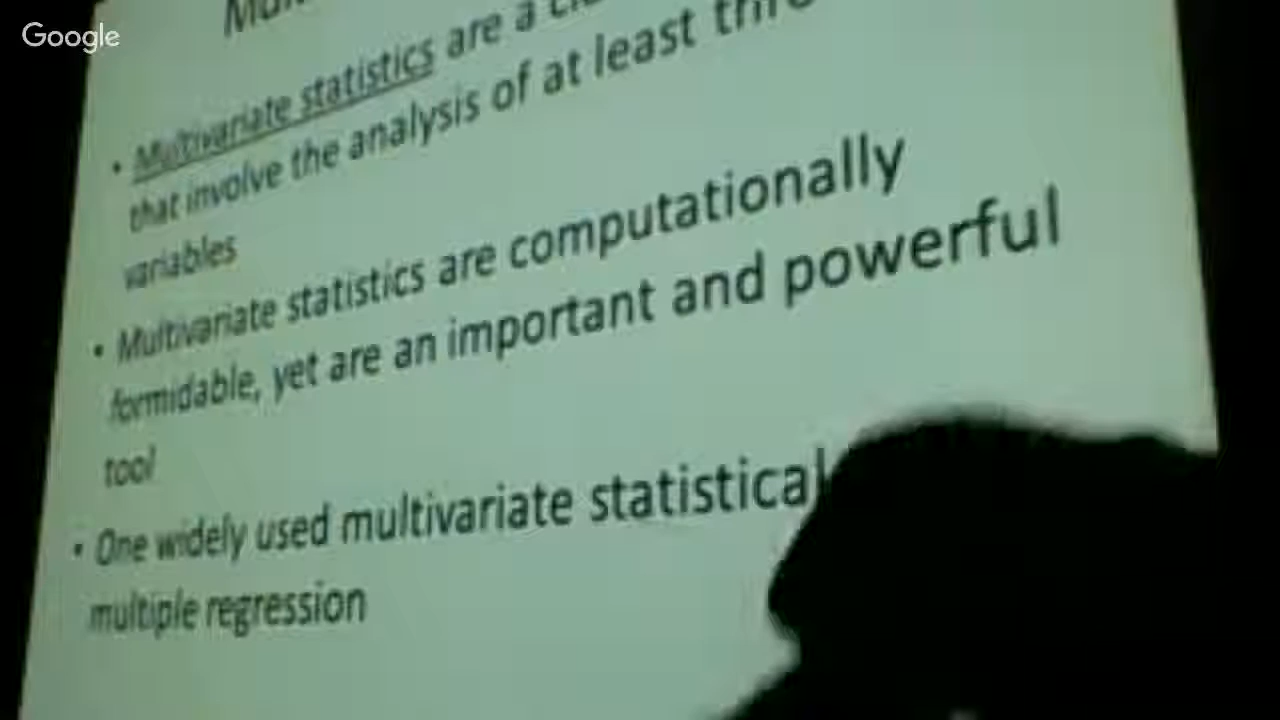 Google
• Multivariate statistics are a
that involve the analysis of at least
variables
• Multivariate statistics are computationally
formidable, yet are an important and powerful
tool
• One widely used multivariate statistical
multiple regression